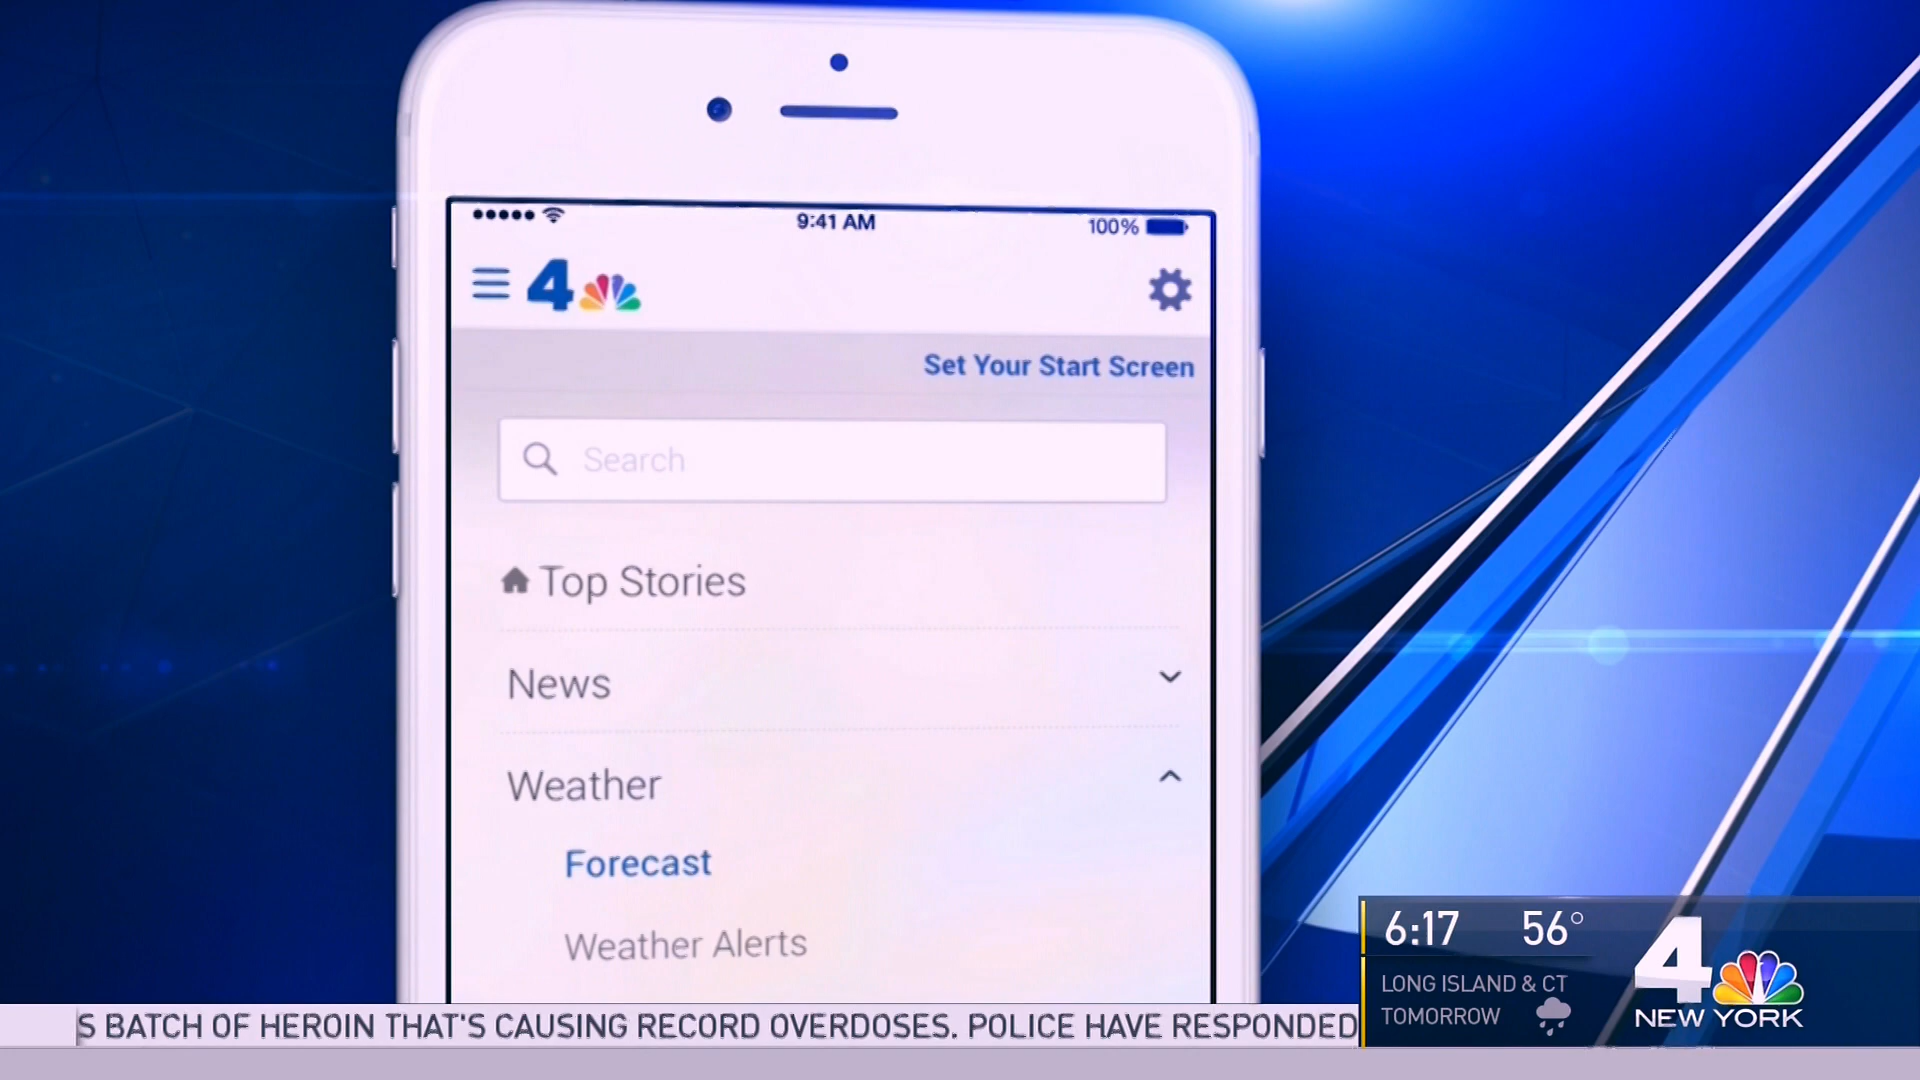 9:41 AM
100%
4
Set Your Start Screen
Search
Top Stories
News
Weather
Forecast
Weather Alerts
6:17 56°
LONG ISLAND & CT
TOMORROW
4
NEW YORK
S BATCH OF HEROIN THAT'S CAUSING RECORD OVERDOSES. POLICE HAVE RESPONDED